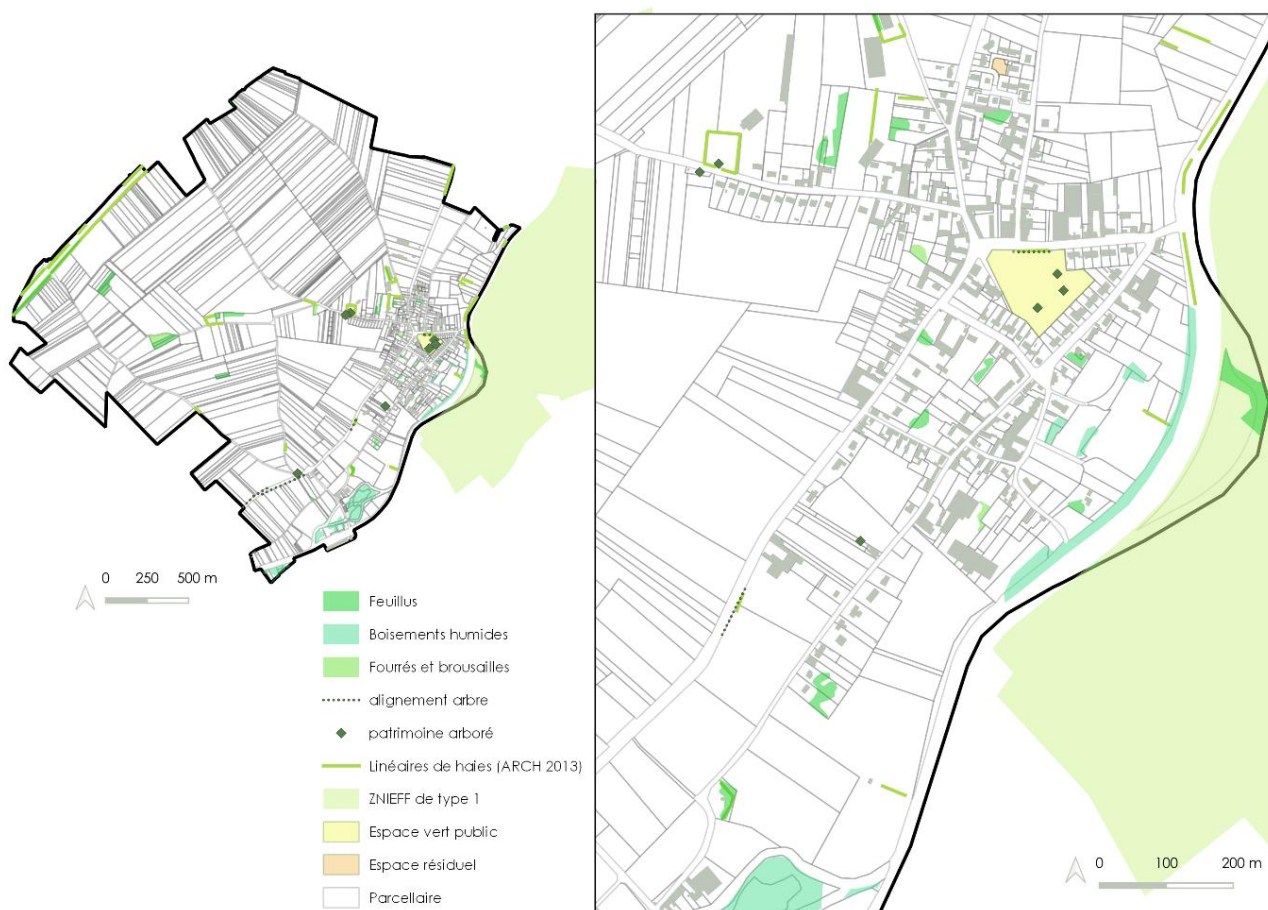 0 250 500 m
Feuillus
Boisements humides
Fourrés et brousailles
alignement arbre
patrimoine arboré
Linéaires de haies (ARCH 2013)
ZNIEFF de type 1
Espace vert public
Espace résiduel
Parcellaire
0 100 200 m